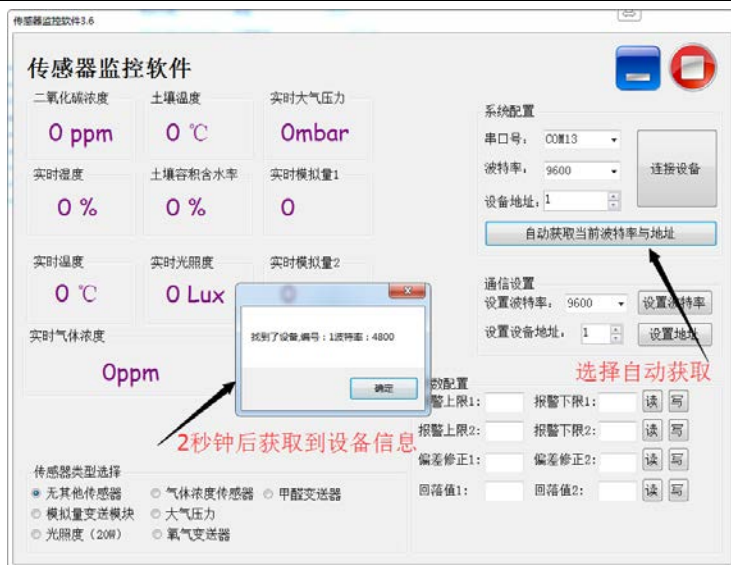 传感器监控软件3.6
传感器监控软件
二氧化碳浓度 土壤温度 实时大气压力
0 ppm 0 ℃ 0mbar
实时湿度 土壤容积含水率 实时模拟量1
0 % 0 % 0
实时温度 实时光照度 实时模拟量2
0 ℃ 0 Lux 0
实时气体浓度
0ppm
系统配置
串口号: COM13
波特率: 9600
设备地址: 1
连接设备
自动获取当前波特率与地址
通信设置
设置波特率: 9600 设置波特率
设置设备地址: 1 设置地址
找到了设备,编号:1波特率:4800
确定
选择自动获取
2秒钟后获取到设备信息
数配置
警上限1: 报警下限1: 读 写
报警上限2: 报警下限2: 读 写
偏差修正1: 偏差修正2: 读 写
回落值1: 回落值2: 读 写
传感器类型选择
无其他传感器 气体浓度传感器 甲醛变送器
模拟量变送模块 大气压力
光照度(20W) 氧气变送器